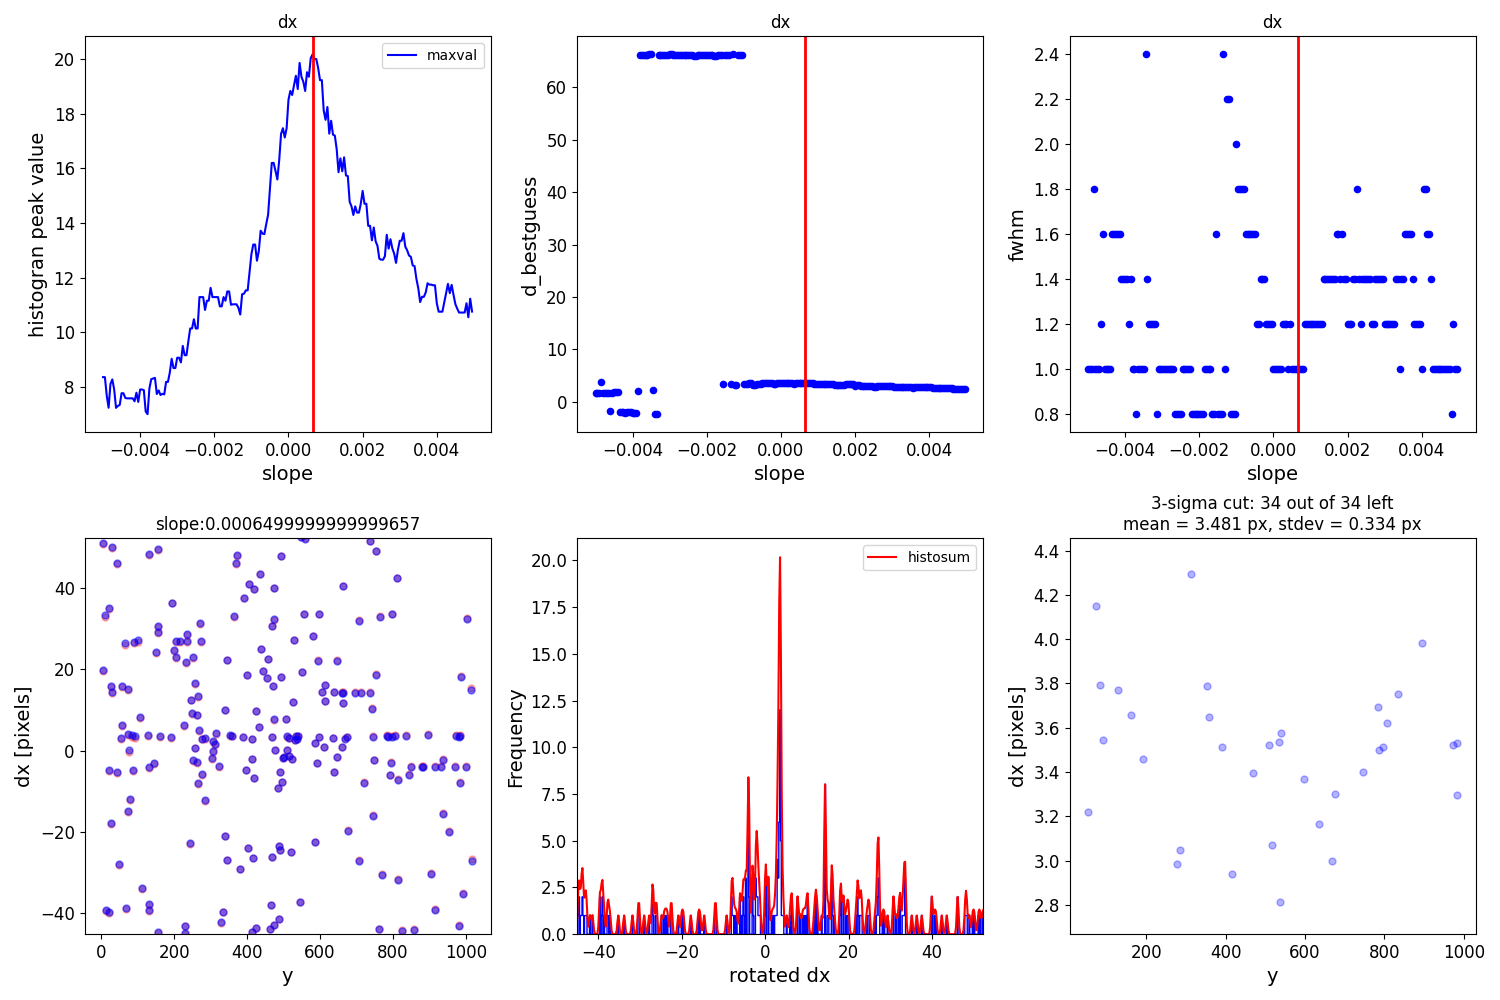 dx
histogran peak value
20
18
16
14
12
10
8
maxval
−0.004 −0.002 0.000 0.002 0.004
slope
dx
d_bestguess
60
50
40
30
20
10
0
−0.004 −0.002 0.000 0.002 0.004
slope
dx
fwhm
2.4
2.2
2.0
1.8
1.6
1.4
1.2
1.0
0.8
−0.004 −0.002 0.000 0.002 0.004
slope
slope:0.0006499999999999657
dx [pixels]
40
20
0
−20
−40
0 200 400 600 800 1000
y
Frequency
20.0
17.5
15.0
12.5
10.0
7.5
5.0
2.5
0.0
histosum
−40 −20 0 20 40
rotated dx
3-sigma cut: 34 out of 34 left
mean = 3.481 px, stdev = 0.334 px
dx [pixels]
4.4
4.2
4.0
3.8
3.6
3.4
3.2
3.0
2.8
200 400 600 800 1000
y